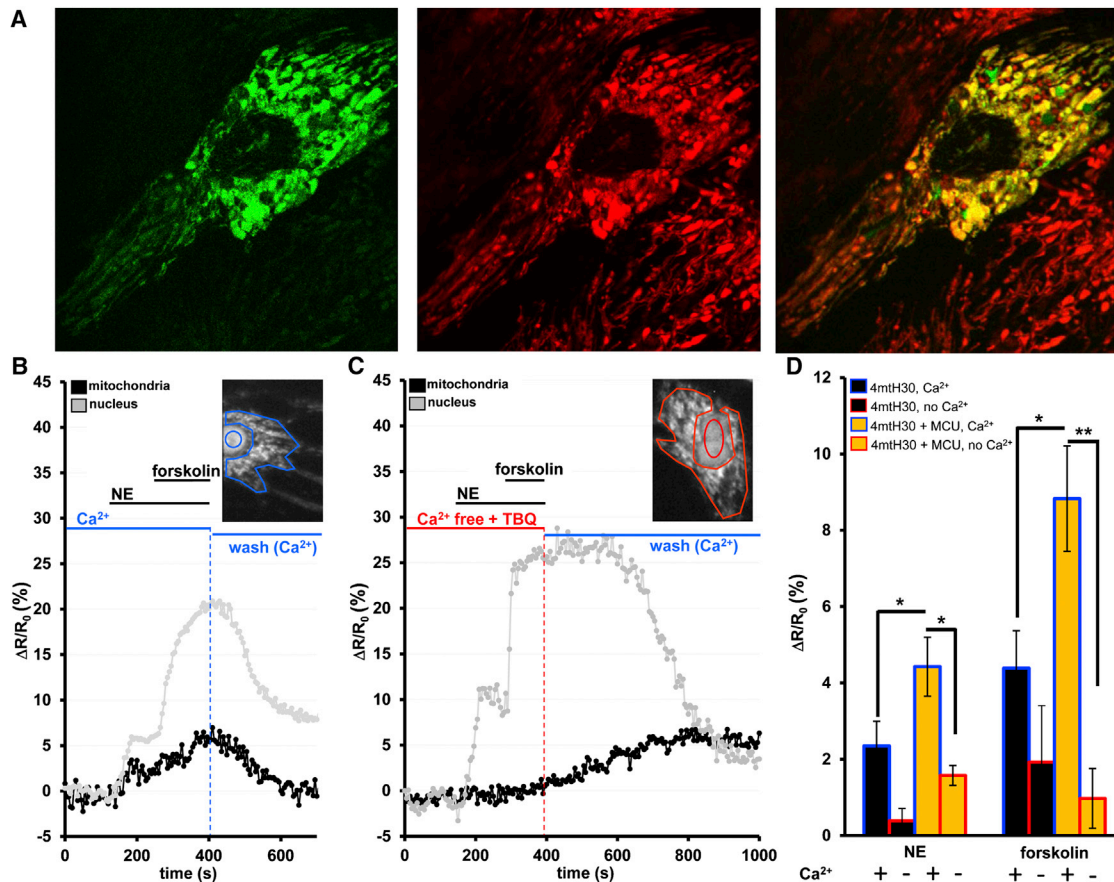 A
B
45
40
35
30
25
20
15
10
5
0
-5
ΔR/R₀ (%)
mitochondria
nucleus
forskolin
NE
Ca²⁺
wash (Ca²⁺)
0 200 400 600
time (s)
C
45
40
35
30
25
20
15
10
5
0
-5
ΔR/R₀ (%)
mitochondria
nucleus
forskolin
NE
Ca²⁺ free + TBQ
wash (Ca²⁺)
0 200 400 600 800 1000
time (s)
D
12
10
8
6
4
2
0
ΔR/R₀ (%)
4mtH30, Ca²⁺
4mtH30, no Ca²⁺
4mtH30 + MCU, Ca²⁺
4mtH30 + MCU, no Ca²⁺
* **
* *
NE forskolin
Ca²⁺ + - + - + - + -